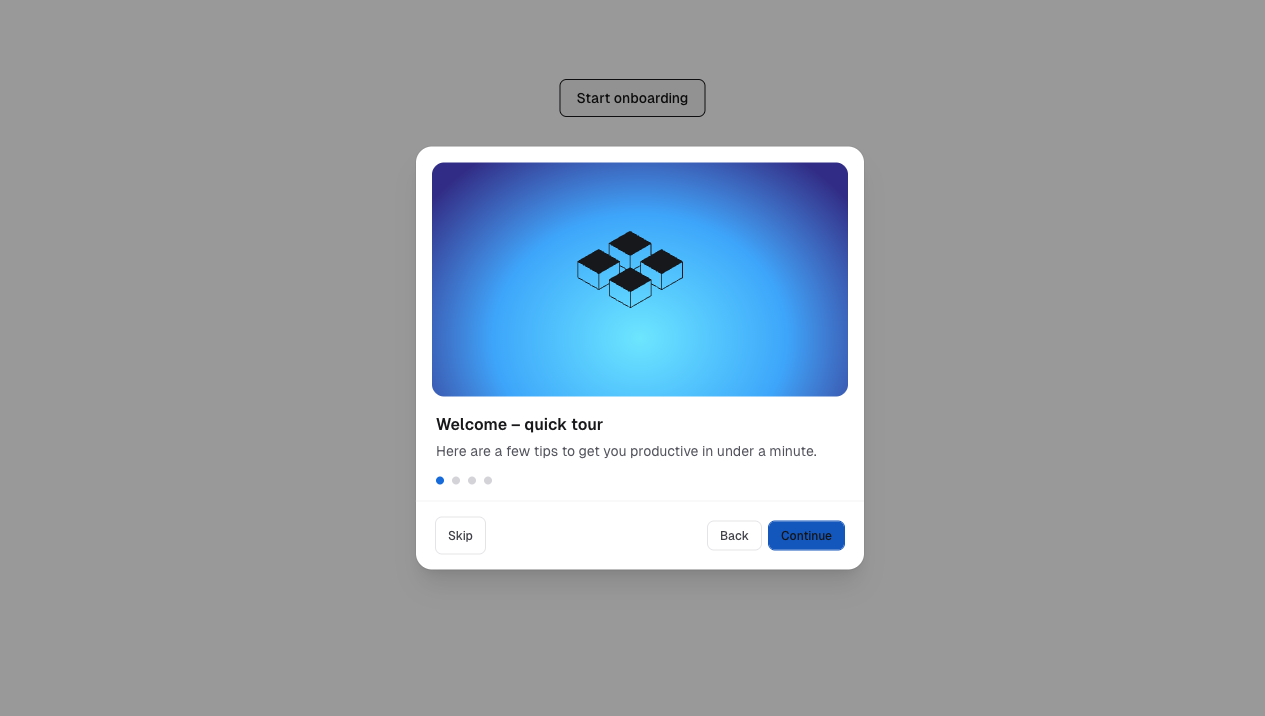 Start onboarding
Welcome – quick tour
Here are a few tips to get you productive in under a minute.
Skip
Back
Continue